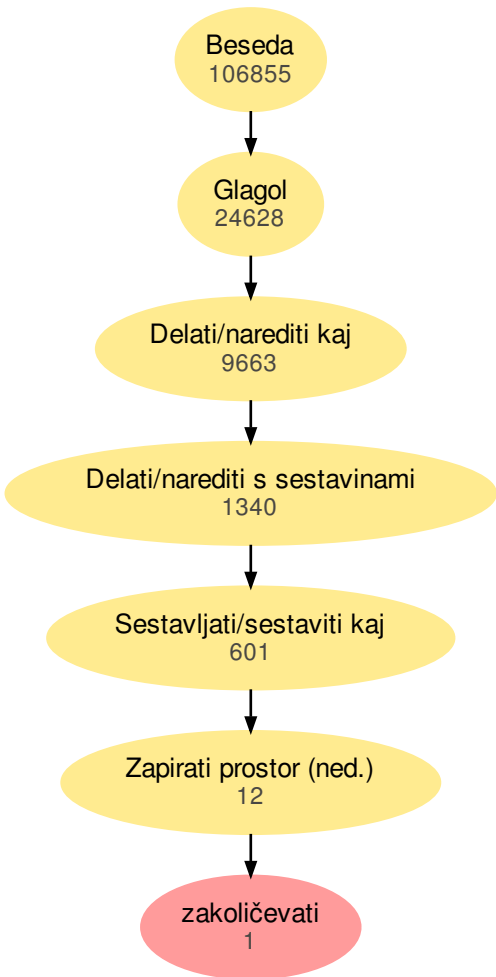 Beseda
106855
Glagol
24628
Delati/narediti kaj
9663
Delati/narediti s sestavinami
1340
Sestavljati/sestaviti kaj
601
Zapirati prostor (ned.)
12
zakoličevati
1